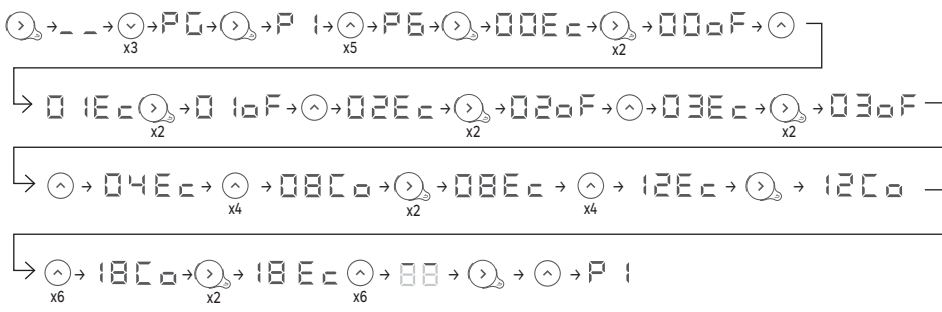 _ _ → PG → P 1 → P6 → 00Ec → 00oF →
x3 x5 x2
01Ec → 01oF → 02Ec → 02oF → 03Ec → 03oF
x2 x2 x2
→ 04Ec → → 08Co → 08Ec → → 12Ec → → 12Co
x4 x2 x4
→ 18Co → 18Ec → 88 → → → P 1
x6 x2 x6